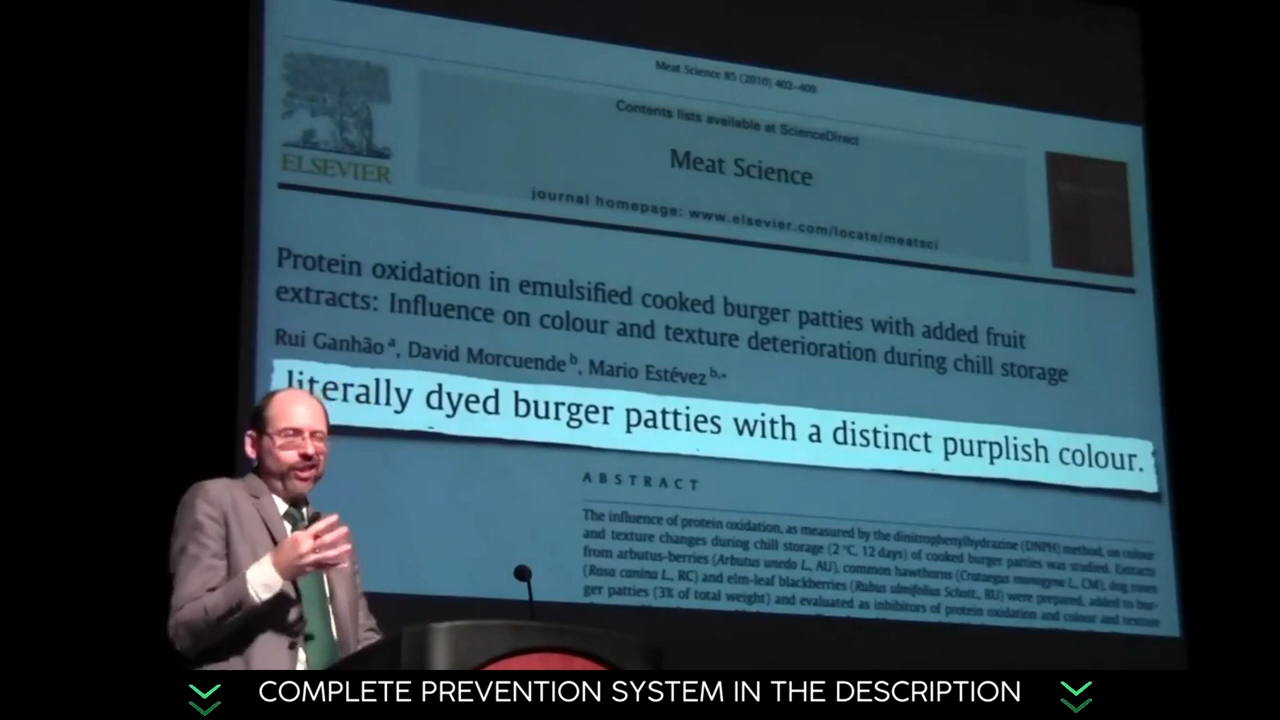 Meat Science 85 (2010) 402–409
Contents lists available at ScienceDirect
Meat Science
journal homepage: www.elsevier.com/locate/meatsci
ELSEVIER
Protein oxidation in emulsified cooked burger patties with added fruit
extracts: Influence on colour and texture deterioration during chill storage
Rui Ganhão a, David Morcuende b, Mario Estévez b,*
literally dyed burger patties with a distinct purplish colour.
ABSTRACT
The influence of protein oxidation, as measured by the dinitrophenylhydrazine (DNPH) method, on colour
and texture changes during chill storage (2 °C, 12 days) of cooked burger patties was studied. Extracts
from arbutus-berries (Arbutus unedo L., AU), common hawthorns (Crataegus monogyna L., CM), dog roses
(Rosa canina L., RC) and elm-leaf blackberries (Rubus ulmifolius Schott., RU) were prepared, added to bur-
ger patties (3% of total weight) and evaluated as inhibitors of protein oxidation and colour and texture
COMPLETE PREVENTION SYSTEM IN THE DESCRIPTION